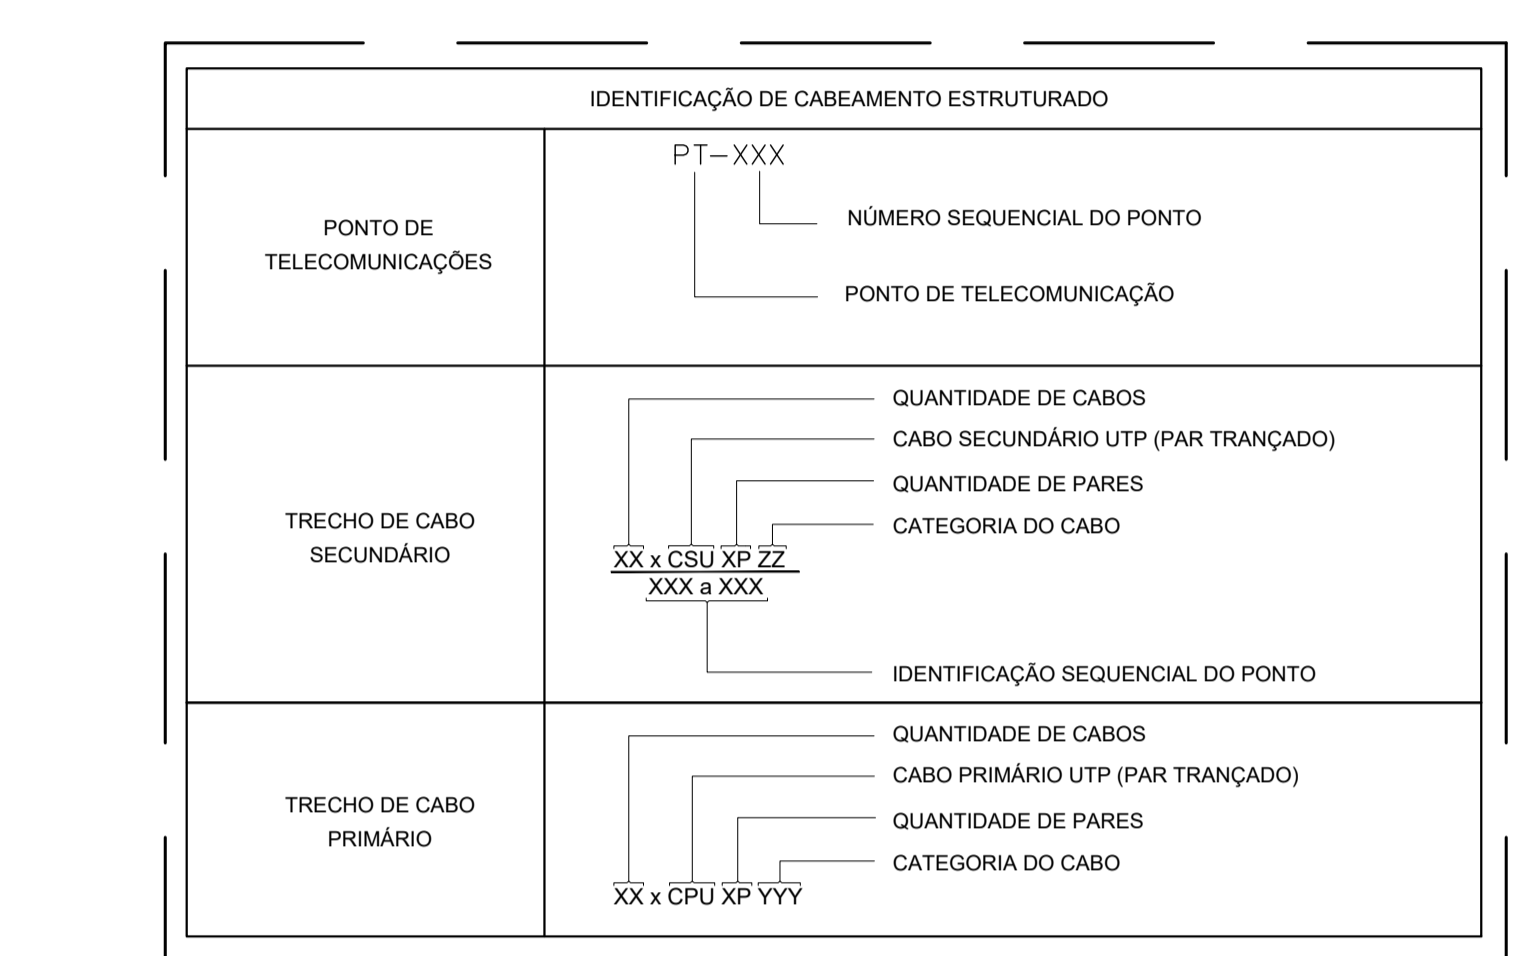 IDENTIFICAÇÃO DE CABEAMENTO ESTRUTURADO
PONTO DE
TELECOMUNICAÇÕES
PT-XXX
NÚMERO SEQUENCIAL DO PONTO
PONTO DE TELECOMUNICAÇÃO
TRECHO DE CABO
SECUNDÁRIO
QUANTIDADE DE CABOS
CABO SECUNDÁRIO UTP (PAR TRANÇADO)
QUANTIDADE DE PARES
CATEGORIA DO CABO
XX x CSU XP ZZ
XXX a XXX
IDENTIFICAÇÃO SEQUENCIAL DO PONTO
TRECHO DE CABO
PRIMÁRIO
QUANTIDADE DE CABOS
CABO PRIMÁRIO UTP (PAR TRANÇADO)
QUANTIDADE DE PARES
CATEGORIA DO CABO
XX x CPU XP YYY